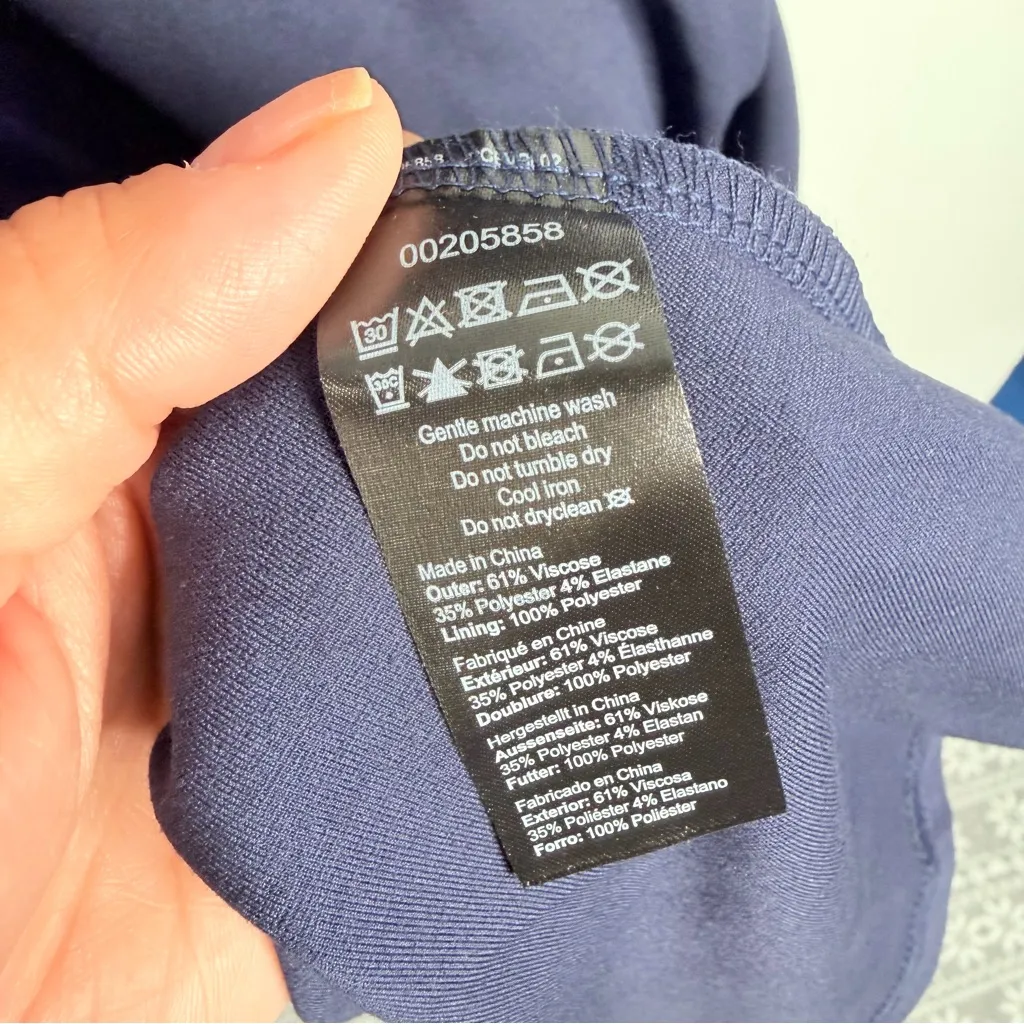 00205858
30
30C
Gentle machine wash
Do not bleach
Do not tumble dry
Cool iron
Do not dryclean
Made in China
Outer: 61% Viscose
35% Polyester 4% Elastane
Lining: 100% Polyester
Fabriqué en Chine
Extérieur: 61% Viscose
35% Polyester 4% Élasthanne
Doublure: 100% Polyester
Hergestellt in China
Aussenseite: 61% Viskose
35% Polyester 4% Elastan
Futter: 100% Polyester
Fabricado en China
Exterior: 61% Viscosa
35% Poliéster 4% Elastano
Forro: 100% Poliéster